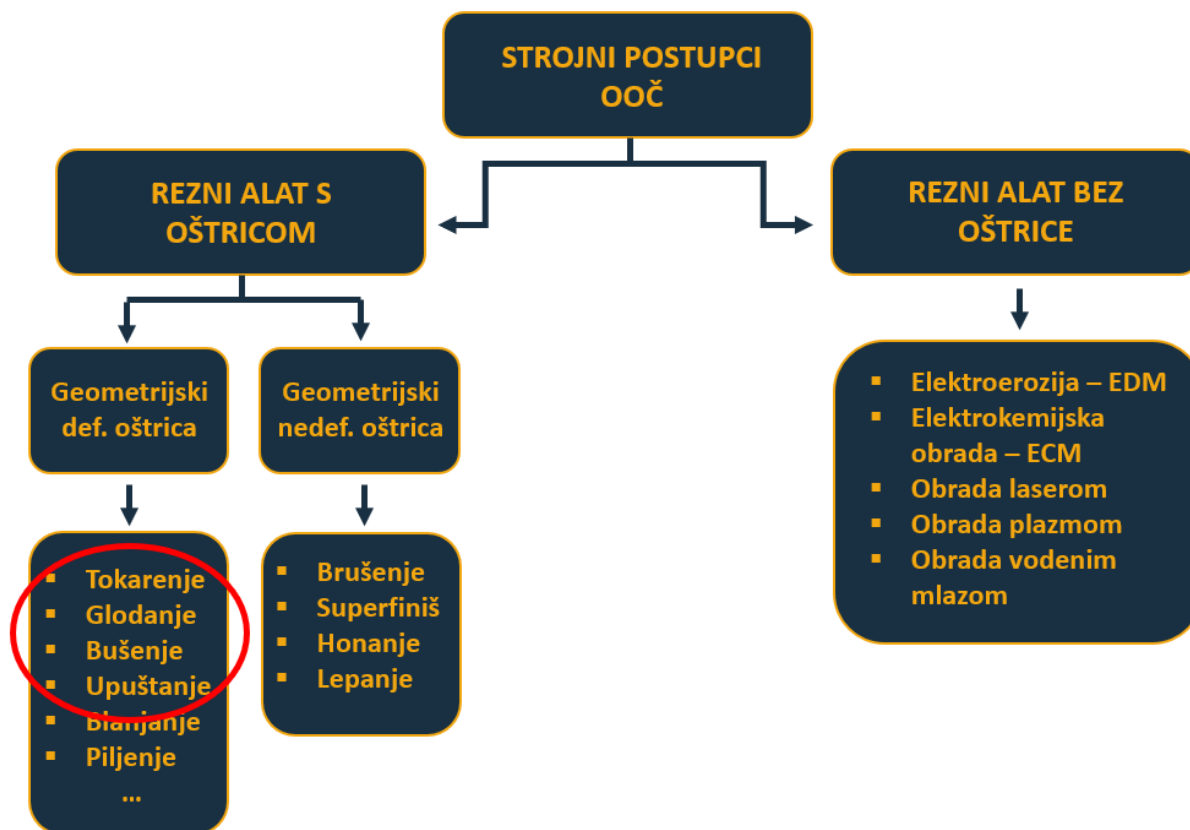 STROJNI POSTUPCI
OOČ
REZNI ALAT S
OŠTRICOM
REZNI ALAT BEZ
OŠTRICE
Geometrijski
def. oštrica
Geometrijski
nedef. oštrica
▪ Tokarenje
▪ Glodanje
▪ Bušenje
▪ Upuštanje
▪ Blanjanje
▪ Piljenje
...
▪ Brušenje
▪ Superfiniš
▪ Honanje
▪ Lepanje
▪ Elektroerozija – EDM
▪ Elektrokemijska
obrada – ECM
▪ Obrada laserom
▪ Obrada plazmom
▪ Obrada vodenim
mlazom